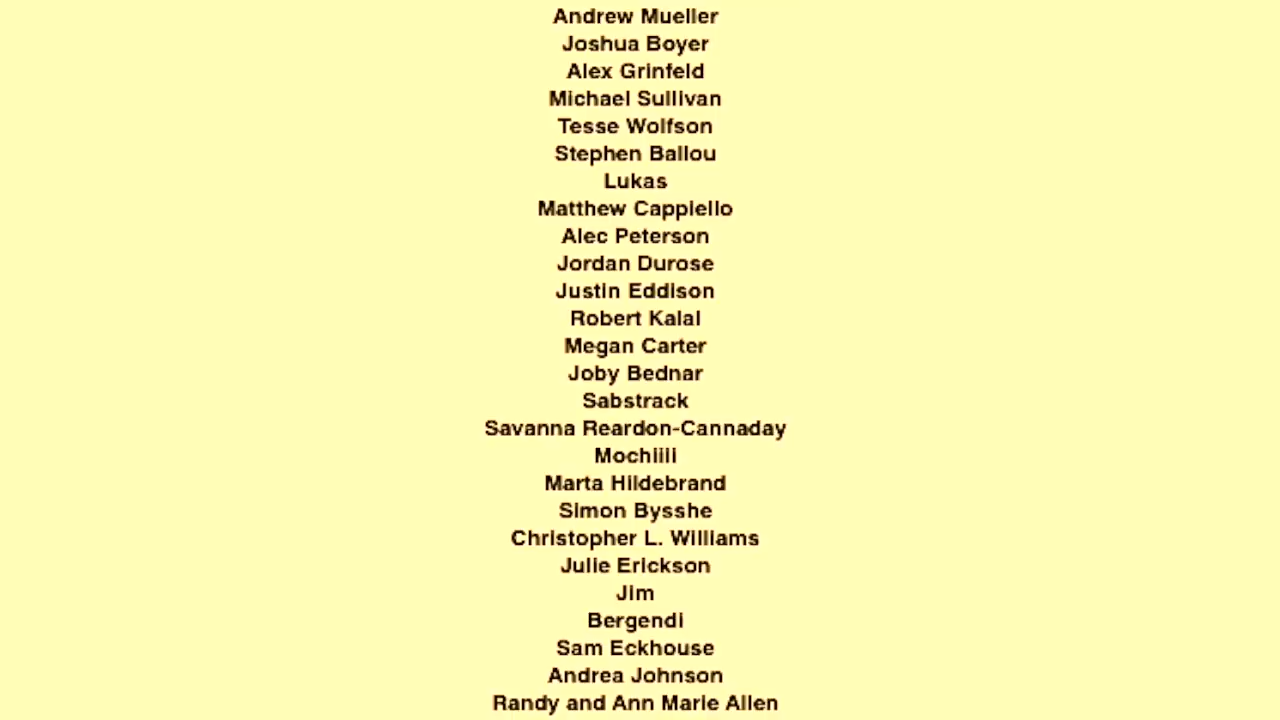 Andrew Mueller
Joshua Boyer
Alex Grinfeld
Michael Sullivan
Tesse Wolfson
Stephen Ballou
Lukas
Matthew Cappiello
Alec Peterson
Jordan Durose
Justin Eddison
Robert Kalal
Megan Carter
Joby Bednar
Sabstrack
Savanna Reardon-Cannaday
Mochiiii
Marta Hildebrand
Simon Bysshe
Christopher L. Williams
Julie Erickson
Jim
Bergendi
Sam Eckhouse
Andrea Johnson
Randy and Ann Marie Allen